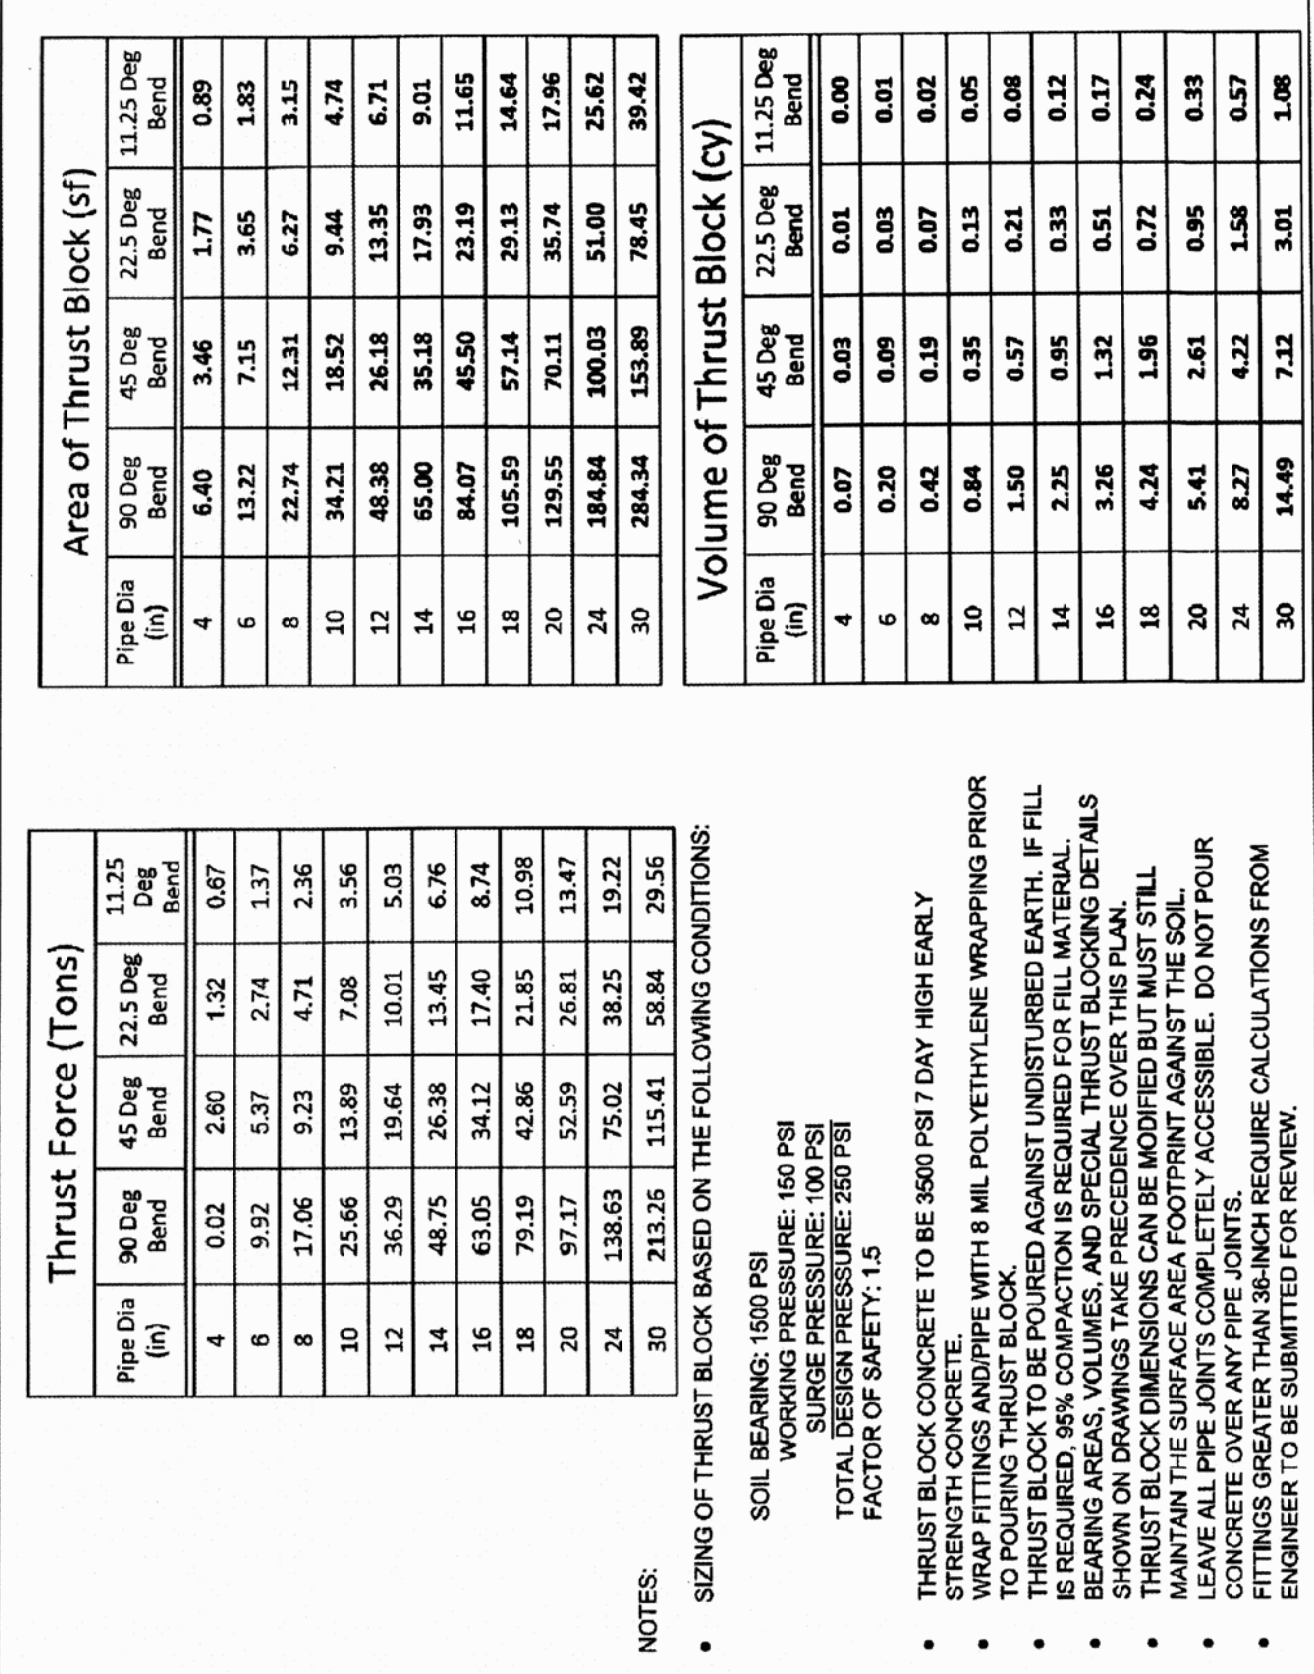 Thrust Force (Tons)
Pipe Dia (in) 90 Deg Bend 45 Deg Bend 22.5 Deg Bend 11.25 Deg Bend
4 0.02 2.60 1.32 0.67
6 9.92 5.37 2.74 1.37
8 17.06 9.23 4.71 2.36
10 25.66 13.89 7.08 3.56
12 36.29 19.64 10.01 5.03
14 48.75 26.38 13.45 6.76
16 63.05 34.12 17.40 8.74
18 79.19 42.86 21.85 10.98
20 97.17 52.59 26.81 13.47
24 138.63 75.02 38.25 19.22
30 213.26 115.41 58.84 29.56
Area of Thrust Block (sf)
Pipe Dia (in) 90 Deg Bend 45 Deg Bend 22.5 Deg Bend 11.25 Deg Bend
4 6.40 3.46 1.77 0.89
6 13.22 7.15 3.65 1.83
8 22.74 12.31 6.27 3.15
10 34.21 18.52 9.44 4.74
12 48.38 26.18 13.35 6.71
14 65.00 35.18 17.93 9.01
16 84.07 45.50 23.19 11.65
18 105.59 57.14 29.13 14.64
20 129.55 70.11 35.74 17.96
24 184.84 100.03 51.00 25.62
30 284.34 153.89 78.45 39.42
Volume of Thrust Block (cy)
Pipe Dia (in) 90 Deg Bend 45 Deg Bend 22.5 Deg Bend 11.25 Deg Bend
4 0.07 0.03 0.01 0.00
6 0.20 0.09 0.03 0.01
8 0.42 0.19 0.07 0.02
10 0.84 0.35 0.13 0.05
12 1.50 0.57 0.21 0.08
14 2.25 0.95 0.33 0.12
16 3.26 1.32 0.51 0.17
18 4.24 1.96 0.72 0.24
20 5.41 2.61 0.95 0.33
24 8.27 4.22 1.58 0.57
30 14.49 7.12 3.01 1.08
NOTES:
• SIZING OF THRUST BLOCK BASED ON THE FOLLOWING CONDITIONS:
SOIL BEARING: 1500 PSI
WORKING PRESSURE: 150 PSI
SURGE PRESSURE: 100 PSI
TOTAL DESIGN PRESSURE: 250 PSI
FACTOR OF SAFETY: 1.5
• THRUST BLOCK CONCRETE TO BE 3500 PSI 7 DAY HIGH EARLY
STRENGTH CONCRETE.
• WRAP FITTINGS AND/PIPE WITH 8 MIL POLYETHYLENE WRAPPING PRIOR
TO POURING THRUST BLOCK.
• THRUST BLOCK TO BE POURED AGAINST UNDISTURBED EARTH. IF FILL
IS REQUIRED, 95% COMPACTION IS REQUIRED FOR FILL MATERIAL.
• BEARING AREAS, VOLUMES, AND SPECIAL THRUST BLOCKING DETAILS
SHOWN ON DRAWINGS TAKE PRECEDENCE OVER THIS PLAN.
• THRUST BLOCK DIMENSIONS CAN BE MODIFIED BUT MUST STILL
MAINTAIN THE SURFACE AREA FOOTPRINT AGAINST THE SOIL.
• LEAVE ALL PIPE JOINTS COMPLETELY ACCESSIBLE. DO NOT POUR
CONCRETE OVER ANY PIPE JOINTS.
• FITTINGS GREATER THAN 36-INCH REQUIRE CALCULATIONS FROM
ENGINEER TO BE SUBMITTED FOR REVIEW.